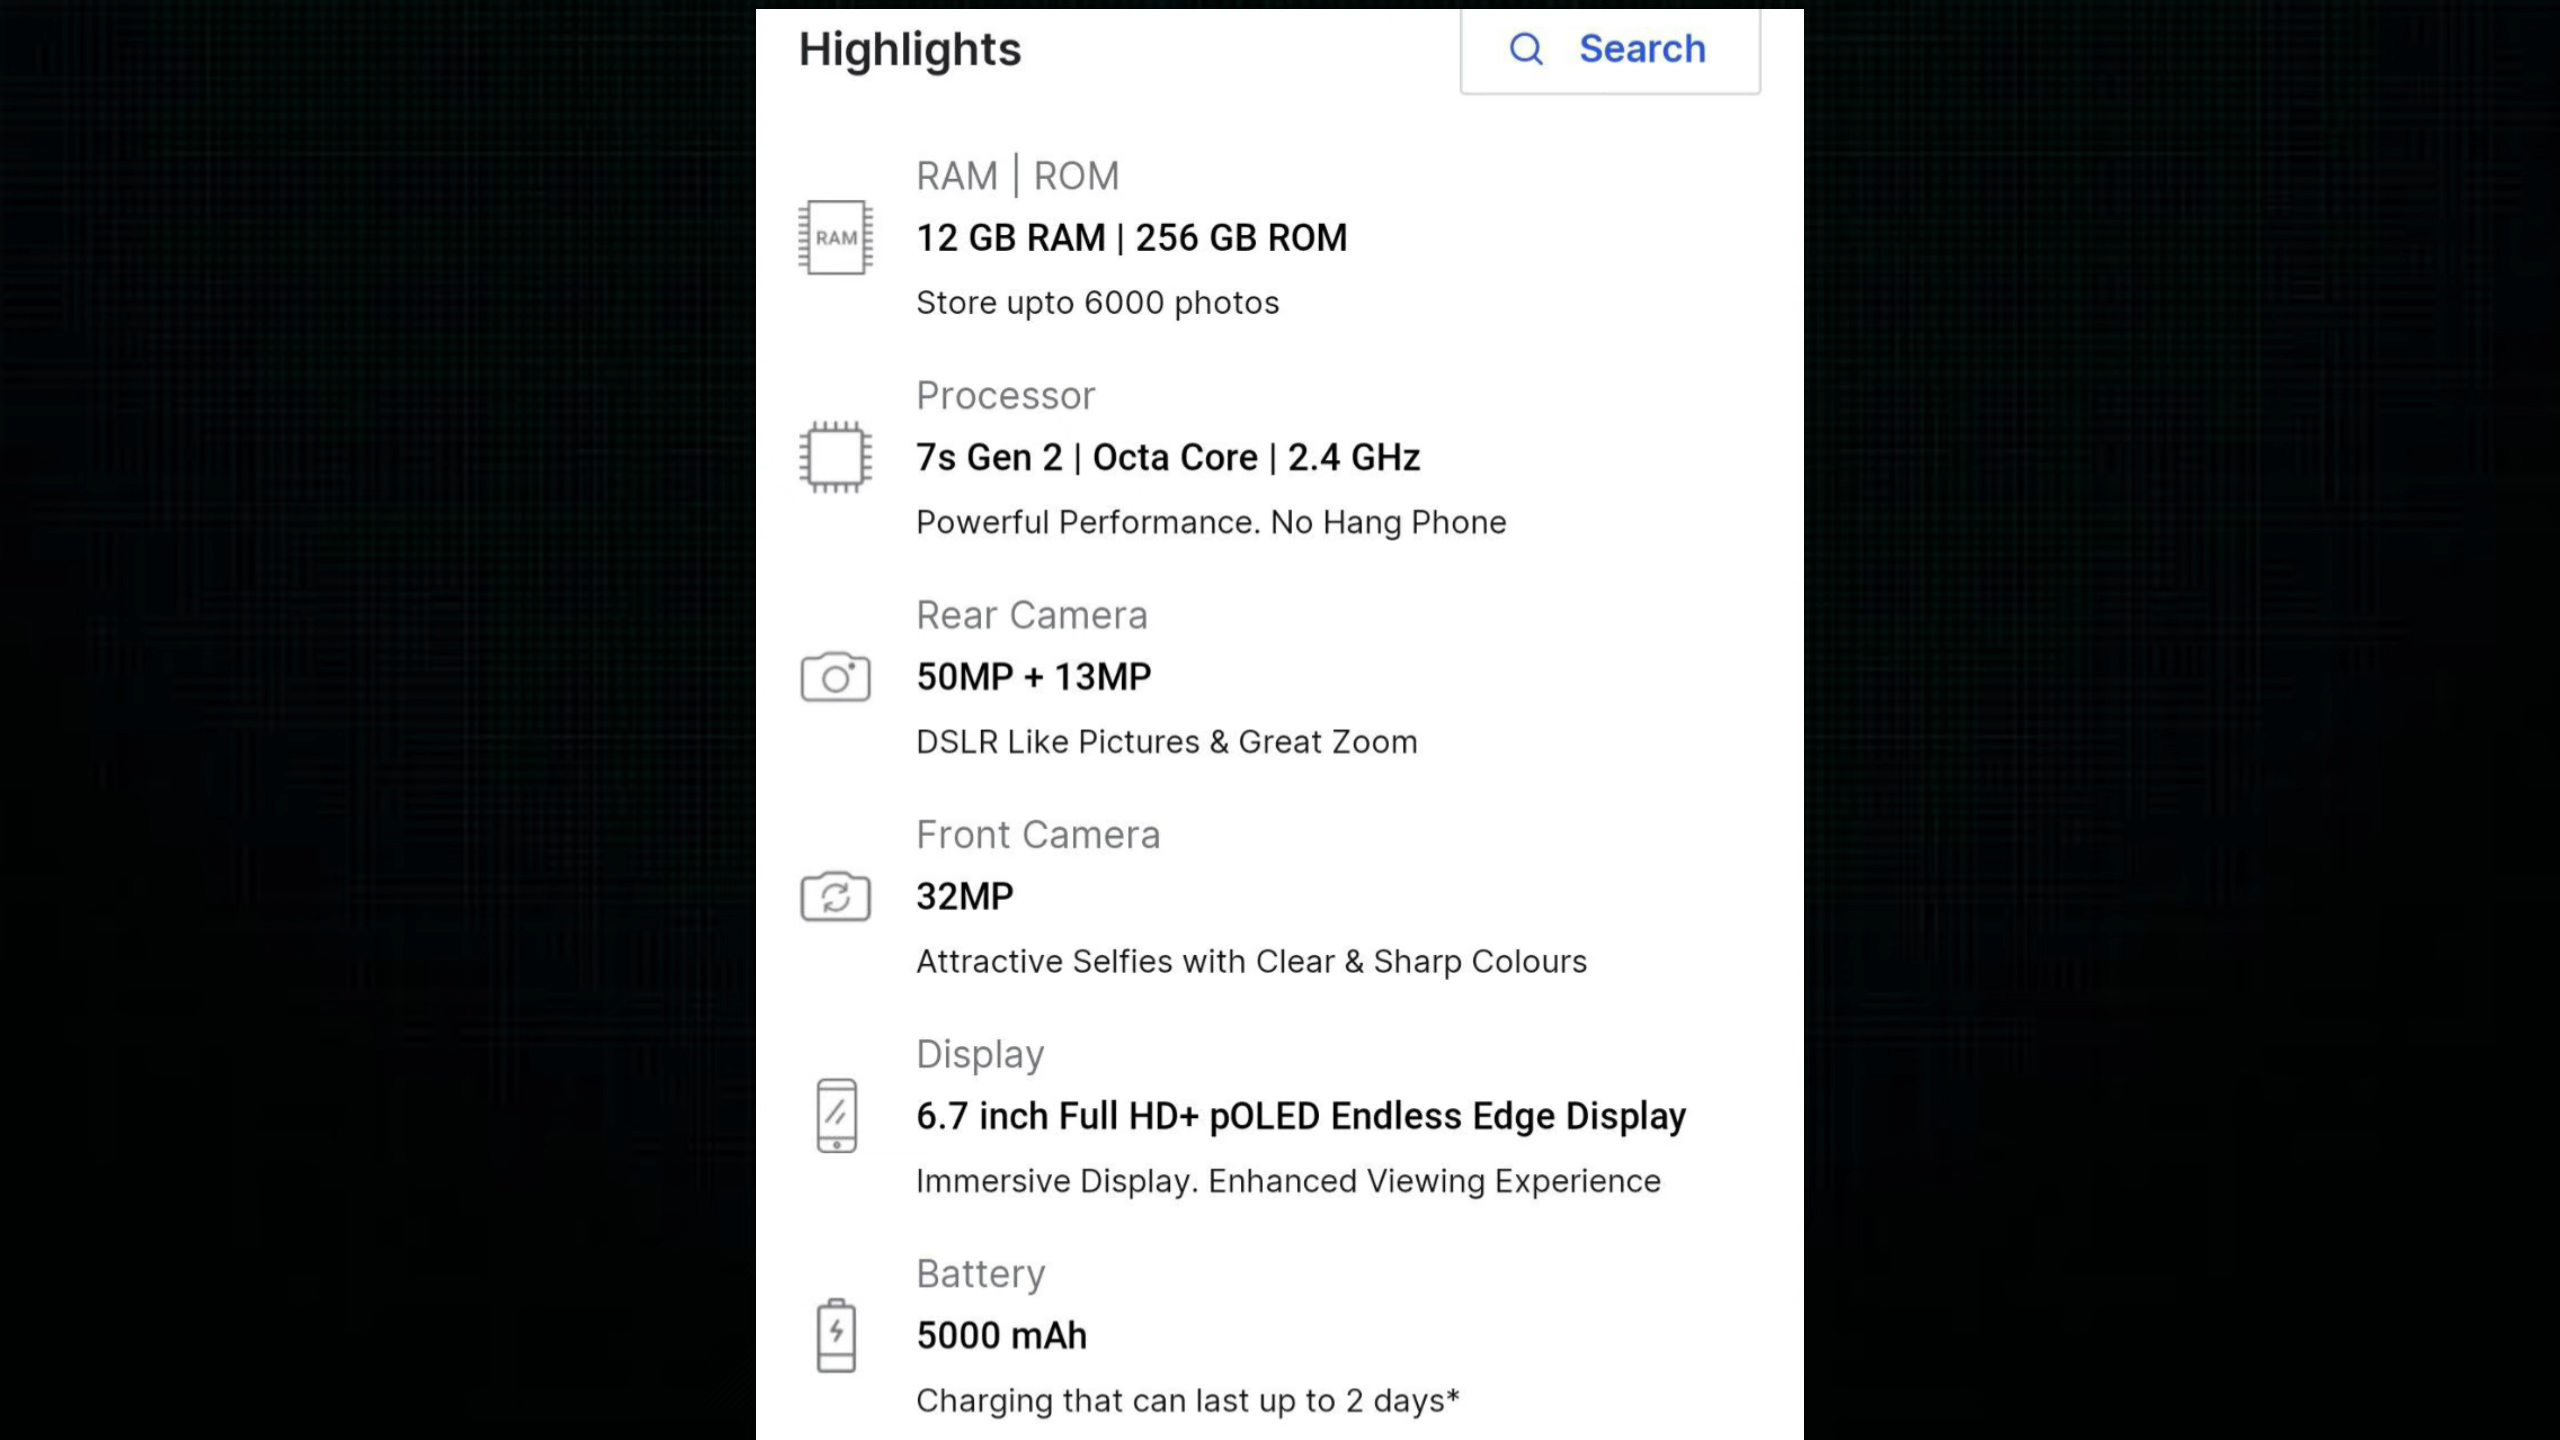 Highlights
Search
RAM | ROM
RAM
12 GB RAM | 256 GB ROM
Store upto 6000 photos
Processor
7s Gen 2 | Octa Core | 2.4 GHz
Powerful Performance. No Hang Phone
Rear Camera
50MP + 13MP
DSLR Like Pictures & Great Zoom
Front Camera
32MP
Attractive Selfies with Clear & Sharp Colours
Display
6.7 inch Full HD+ pOLED Endless Edge Display
Immersive Display. Enhanced Viewing Experience
Battery
5000 mAh
Charging that can last up to 2 days*